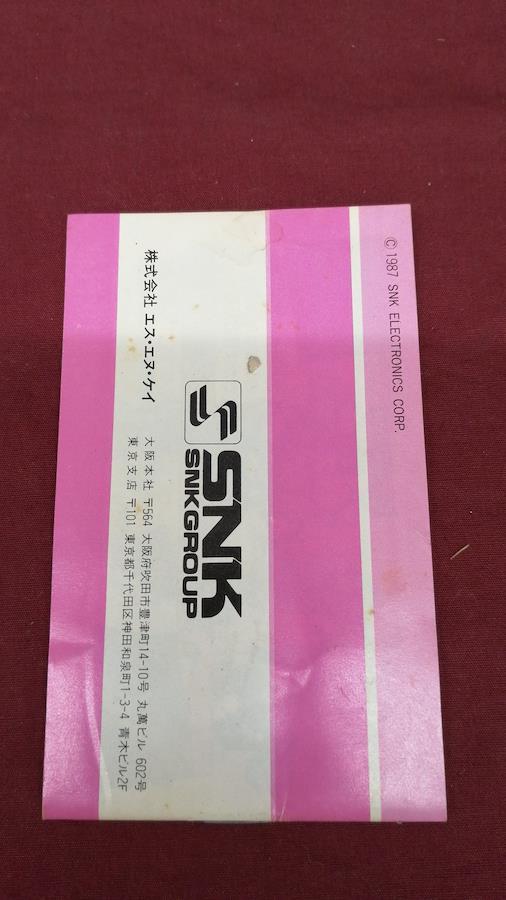 © 1987 SNK ELECTRONICS CORP.
SNK
SNK GROUP
株式会社 エス・エヌ・ケイ
大阪本社 〒564 大阪府吹田市豊津町14-10号 丸萬ビル 602号
東京支店 〒101 東京都千代田区神田和泉町1-3-4 青木ビル2F